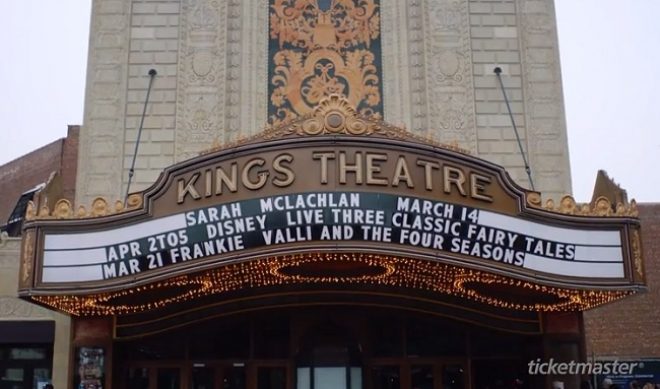 KINGS THEATRE
SARAH MCLACHLAN MARCH 14
APR 2TO5 DISNEY LIVE THREE CLASSIC FAIRY TALES
MAR 21 FRANKIE VALLI AND THE FOUR SEASONS
ticketmaster®